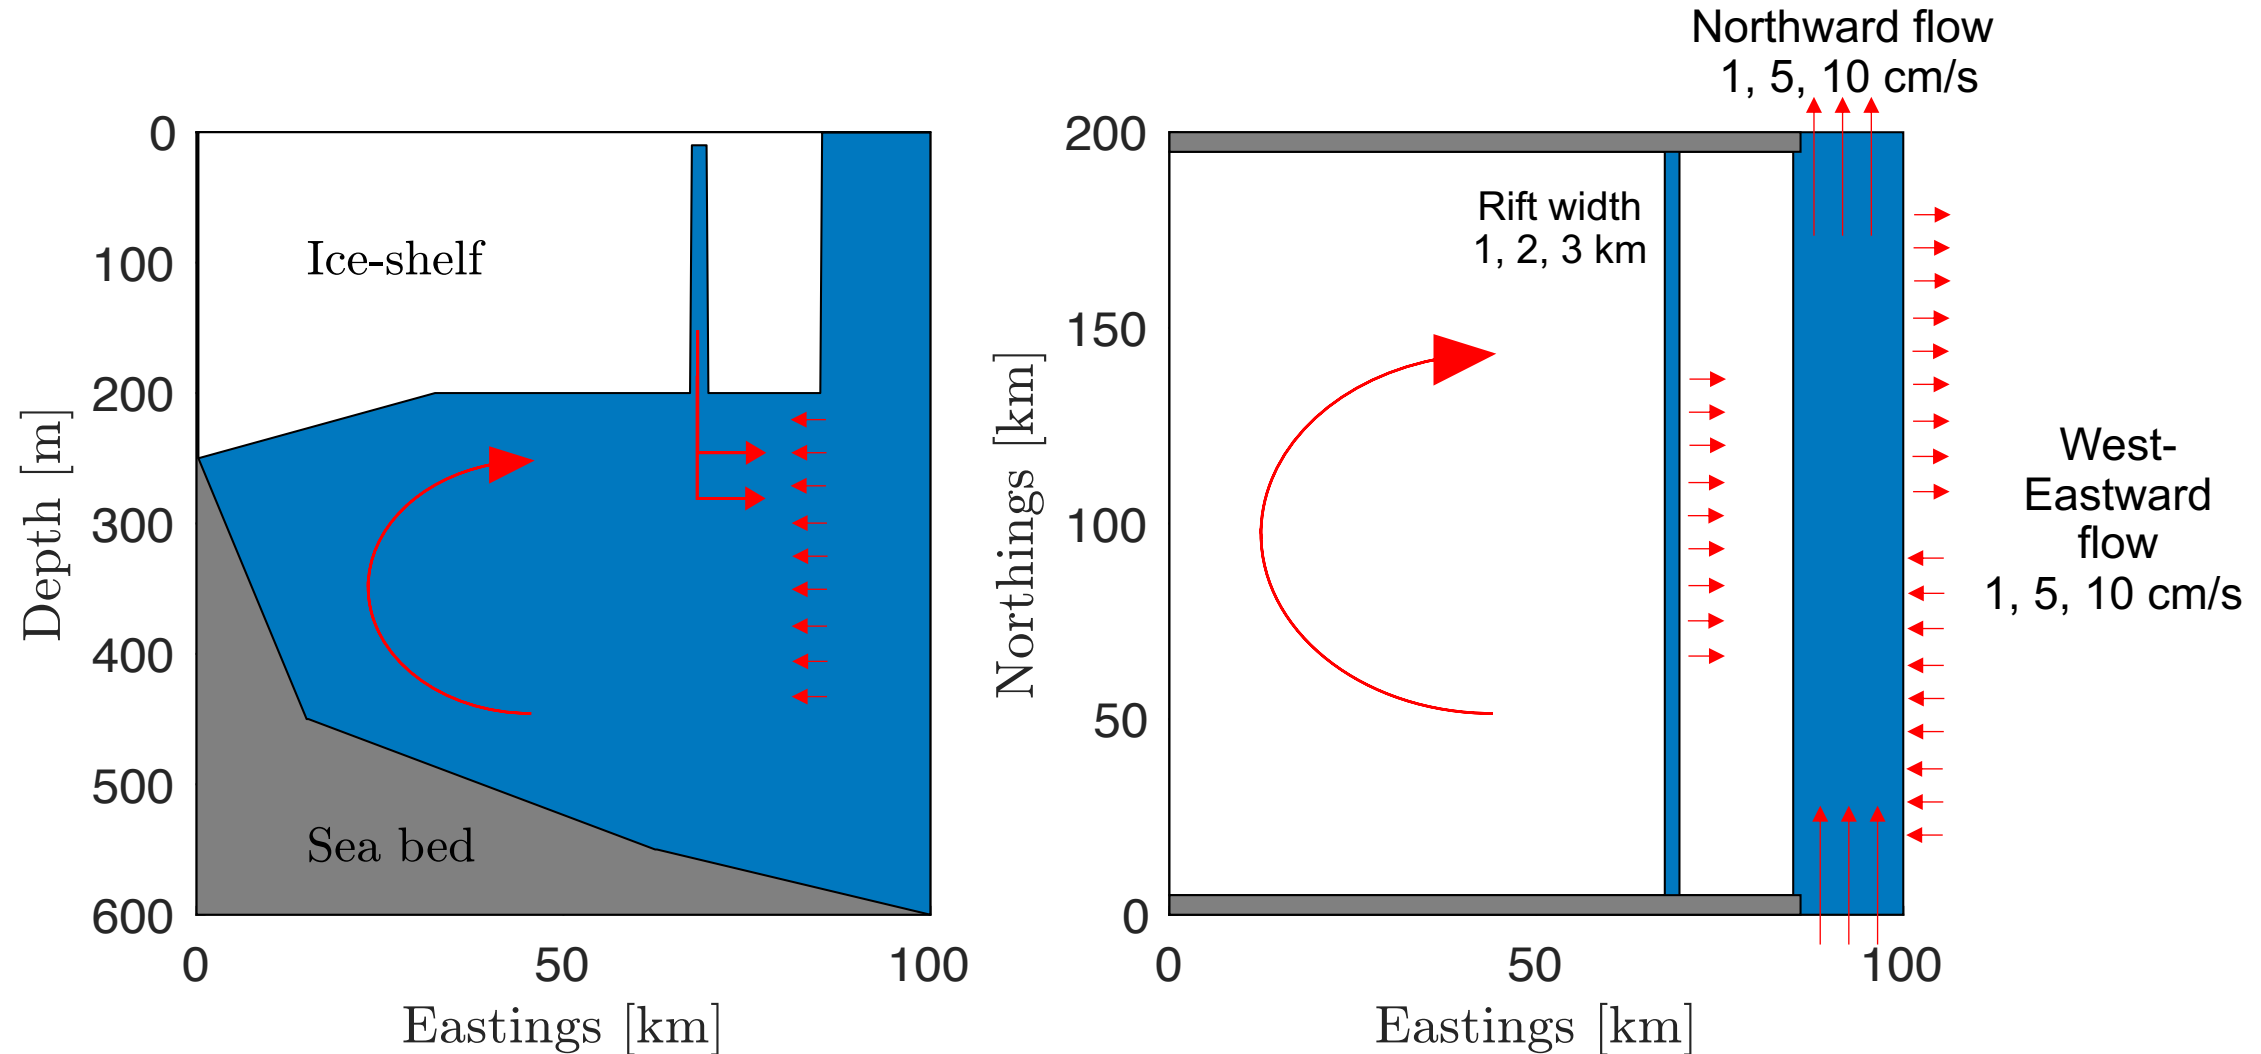 0
100
200
300
400
500
600
Depth [m]
Ice-shelf
Sea bed
0
50
100
Eastings [km]
Northward flow
1, 5, 10 cm/s
200
150
100
50
0
Northings [km]
Rift width
1, 2, 3 km
West-
Eastward
flow
1, 5, 10 cm/s
0
50
100
Eastings [km]